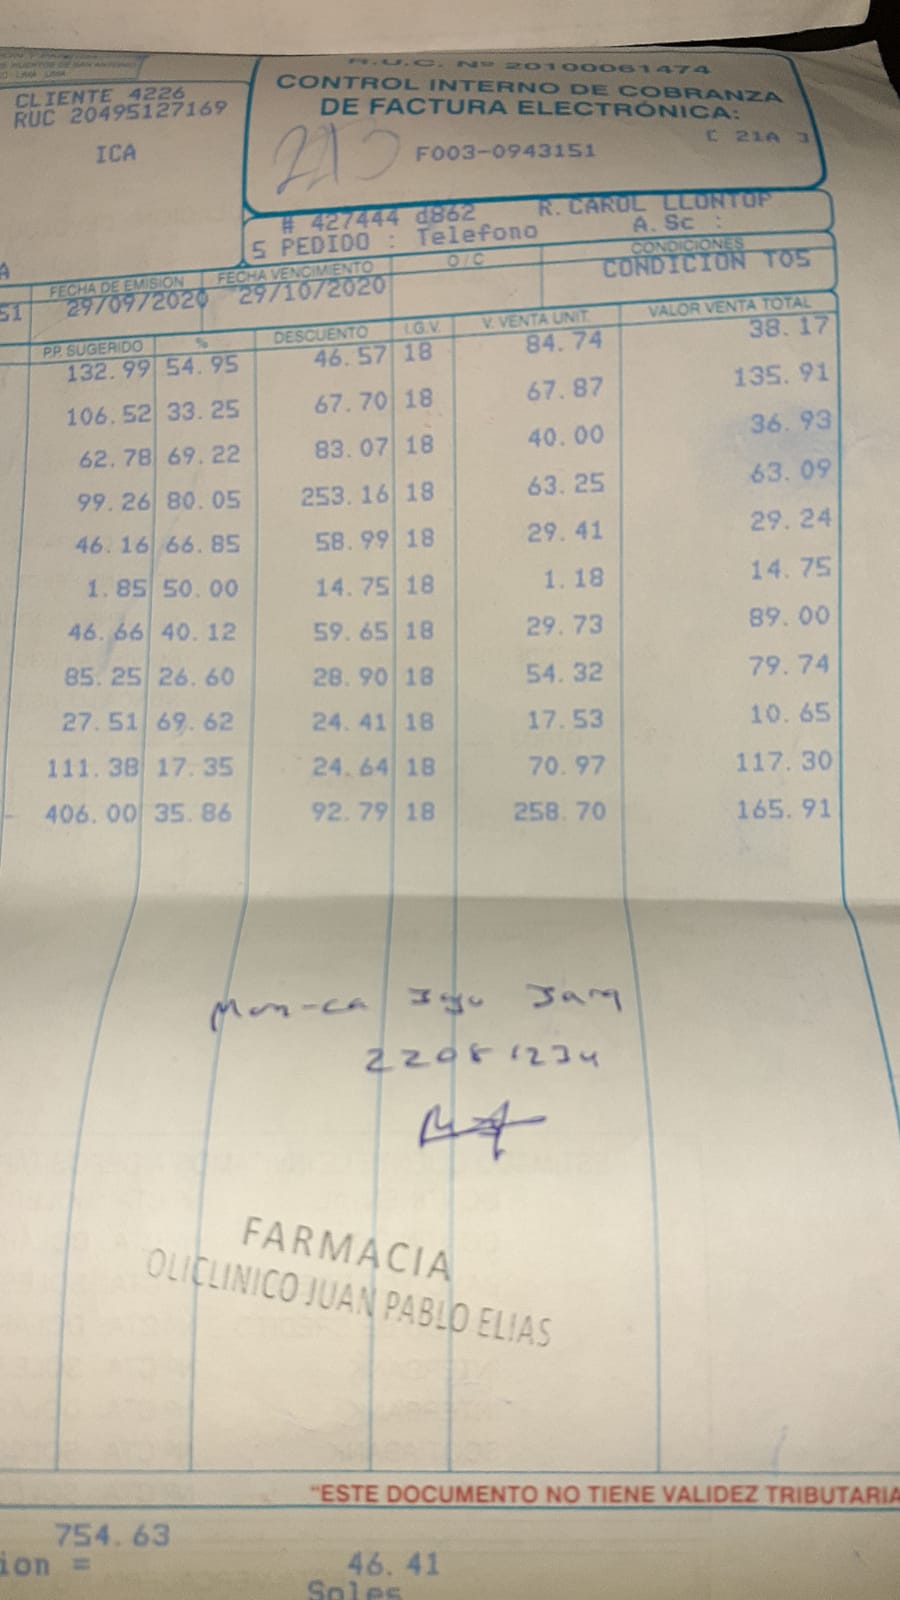 R.U.C. Nº 20100061474
CLIENTE 4226
RUC 20495127169
ICA
CONTROL INTERNO DE COBRANZA
DE FACTURA ELECTRÓNICA:
C 21A 3
213
F003-0943151
# 427444 d862 R. CAROL LLONTOP
5 PEDIDO : Telefono A. Sc :
FECHA DE EMISION FECHA VENCIMIENTO O/C CONDICIONES
51 29/09/2020 29/10/2020 CONDICION T05
P.P. SUGERIDO % DESCUENTO I.G.V. V. VENTA UNIT. VALOR VENTA TOTAL
132.99 54.95 46.57 18 84.74 38.17
106.52 33.25 67.70 18 67.87 135.91
62.78 69.22 83.07 18 40.00 36.93
99.26 80.05 253.16 18 63.25 63.09
46.16 66.85 58.99 18 29.41 29.24
1.85 50.00 14.75 18 1.18 14.75
46.66 40.12 59.65 18 29.73 89.00
85.25 26.60 28.90 18 54.32 79.74
27.51 69.62 24.41 18 17.53 10.65
111.38 17.35 24.64 18 70.97 117.30
406.00 35.86 92.79 18 258.70 165.91
22081234
FARMACIA
OLICLINICO JUAN PABLO ELIAS
"ESTE DOCUMENTO NO TIENE VALIDEZ TRIBUTARIA
754.63
ion = 46.41
Soles